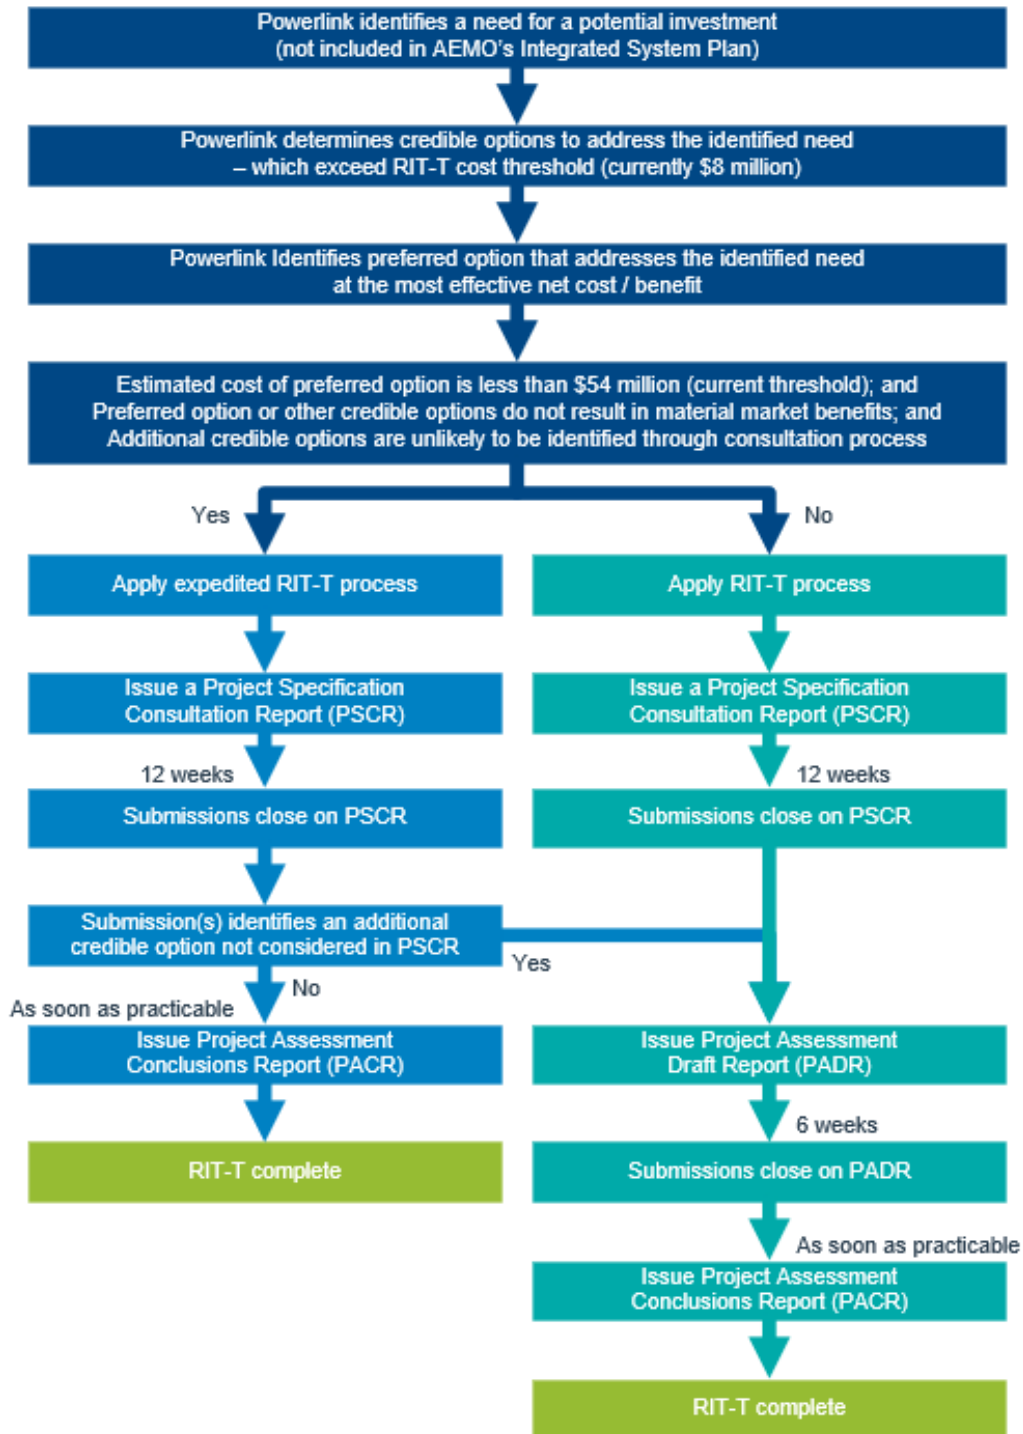 Powerlink identifies a need for a potential investment
(not included in AEMO's Integrated System Plan)
Powerlink determines credible options to address the identified need
– which exceed RIT-T cost threshold (currently $8 million)
Powerlink Identifies preferred option that addresses the identified need
at the most effective net cost / benefit
Estimated cost of preferred option is less than $54 million (current threshold); and
Preferred option or other credible options do not result in material market benefits; and
Additional credible options are unlikely to be identified through consultation process
Yes
No
Apply expedited RIT-T process
Apply RIT-T process
Issue a Project Specification
Consultation Report (PSCR)
Issue a Project Specification
Consultation Report (PSCR)
12 weeks
12 weeks
Submissions close on PSCR
Submissions close on PSCR
Submission(s) identifies an additional
credible option not considered in PSCR
Yes
No
As soon as practicable
Issue Project Assessment
Conclusions Report (PACR)
Issue Project Assessment
Draft Report (PADR)
6 weeks
RIT-T complete
Submissions close on PADR
As soon as practicable
Issue Project Assessment
Conclusions Report (PACR)
RIT-T complete